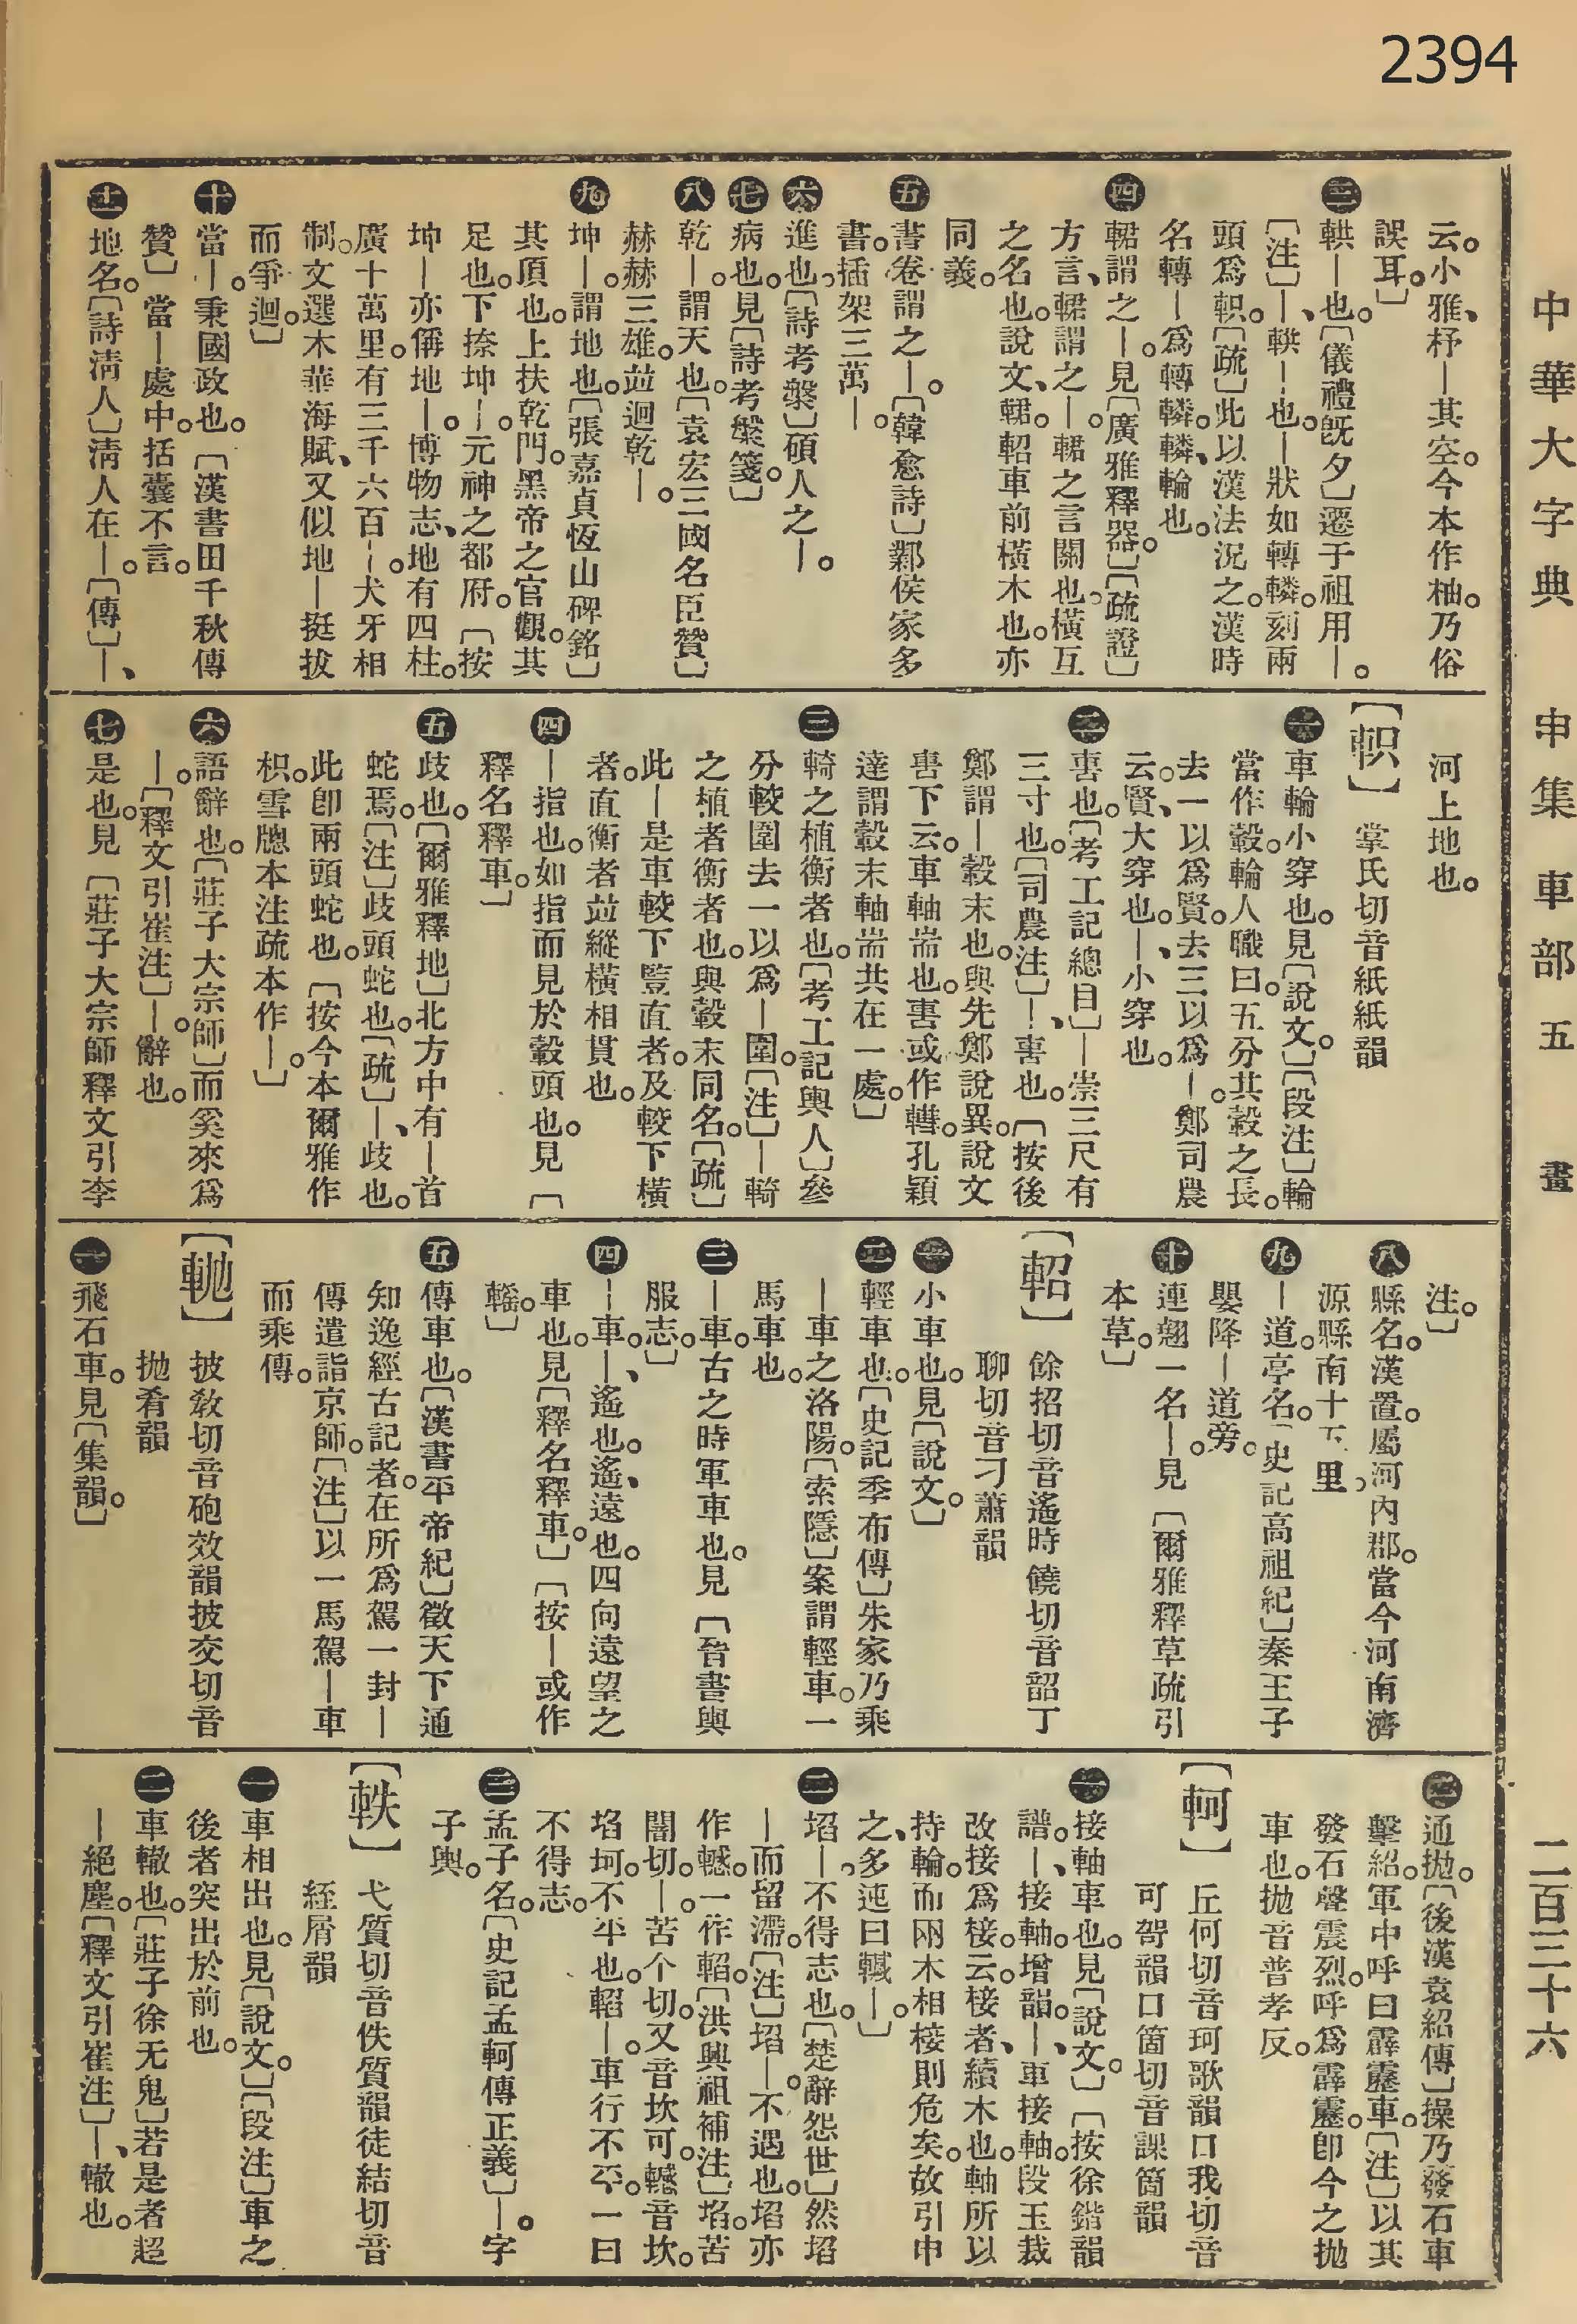 2394
中華大字典 申集 車部 五畫 二百三十六
云。小雅、杼—其空。今本作柚。乃俗
誤耳。〕
㊂輁—也。〔儀禮旣夕〕遷于祖用—。
〔注〕—、輁—也。—狀如轉轔。刻兩
頭爲軹。〔疏〕此以漢法況之。漢時
名轉—爲轉轔。轔、輪也。
㊃輑謂之—。見〔廣雅釋器。〕〔疏證〕
方言、輑謂之—。輑之言關也。橫互
之名也。說文、輑。軺車前橫木也。亦
同義。
㊄書卷謂之—。〔韓愈詩〕鄴侯家多
書。插架三萬—。
㊅進也。〔詩考槃〕碩人之—。
㊆病也。見〔詩考槃箋。〕
㊇乾—。謂天也。〔袁宏三國名臣贊〕
赫赫三雄。竝迴乾—。
㊈坤—。謂地也。〔張嘉貞恆山碑銘〕
其頂也。上扶乾門。黑帝之官觀。其
足也。下捺坤—。元神之都府。〔按
坤—亦偁地—。博物志、地有四柱。
廣十萬里。有三千六百—。犬牙相
制。文選木華海賦、又似地—挺拔
而爭迴。〕
㊉當—。秉國政也。〔漢書田千秋傳
贊〕當—處中。括囊不言。
⑪地名。〔詩淸人〕淸人在—。〔傳〕—、
河上地也。
【軹】掌氏切音紙紙韻
㊀車輪小穿也。見〔說文。〕〔段注〕輪
當作轂。輪人職曰。五分其轂之長。
去一以爲賢。去三以爲—。鄭司農
云。賢、大穿也。—、小穿也。
㊁軎也。〔考工記總目〕—崇三尺有
三寸也。〔司農注〕—、軎也。〔按後
鄭謂—轂末也。與先鄭說異。說文
軎下云。車軸耑也。軎或作轊。孔穎
達謂轂末軸耑共在一處。〕
㊂輢之植衡者也。〔考工記輿人〕參
分較圍去一以爲—圍。〔注〕—輢
之植者衡者也。與轂末同名。〔疏〕
此—是車較下豎直者。及較下橫
者。直衡者竝縱橫相貫也。
㊃—指也。如指而見於轂頭也。見〔
釋名釋車。〕
㊄歧也。〔爾雅釋地〕北方中有—首
蛇焉。〔注〕歧頭蛇也。〔疏〕—、歧也。
此卽兩頭蛇也。〔按今本爾雅作
枳。雪牕本注疏本作—。〕
㊅語辭也。〔莊子大宗師〕而奚來爲
—。〔釋文引崔注〕—。辭也。
㊆是也。見〔莊子大宗師釋文引李
注。〕
㊇縣名。漢置。屬河內郡。當今河南濟
源縣南十下里。
㊈—道。亭名。〔史記高祖紀〕秦王子
嬰降—道旁。
㊉連翹一名—。見〔爾雅釋草疏引
本草。〕
【軺】餘招切音遙時饒切音韶丁
聊切音刁蕭韻
㊀小車也。見〔說文。〕
㊁輕車也。〔史記季布傳〕朱家乃乘
—車之洛陽。〔索隱〕案謂輕車。一
馬車也。
㊂—車。古之時軍車也。見〔晉書輿
服志。〕
㊃—車。—、遙也。遙、遠也。四向遠望之
車也。見〔釋名釋車。〕〔按—或作
䡛。〕
㊄傳車也。〔漢書平帝紀〕徵天下通
知逸經古記者。在所爲駕一封—
傳遣詣京師。〔注〕以一馬駕—車
而乘傳。
【軳】披敎切音砲效韻披交切音
拋肴韻
㊀飛石車。見〔集韻。〕
㊁通拋。〔後漢袁紹傳〕操乃發石車
擊紹。軍中呼曰霹靂車。〔注〕以其
發石聲震烈。呼爲霹靂。卽今之拋
車也。拋音普孝反。
【軻】丘何切音珂歌韻口我切音
可哿韻口箇切音課箇韻
㊀接軸車也。見〔說文。〕〔按徐鍇韻
譜。—、接軸。增韻、—、車接軸。段玉裁
改接爲椄。云。椄者、續木也。軸所以
持輪。而兩木相椄則危矣。故引申
之、多迍曰轗—。〕
㊁埳—、不得志也。〔楚辭怨世〕然埳
—而留滯。〔注〕埳—。不遇也。埳亦
作轗。一作轁。〔洪興祖補注〕埳。苦
闇切。—。苦个切。又音坎可。轗音坎。
埳坷。不平也。轁—。車行不平。一曰
不得志。
㊂孟子名。〔史記孟軻傳正義〕—。字
子輿。
【軼】弋質切音佚質韻徒結切音
絰屑韻
㊀車相出也。見〔說文。〕〔段注〕車之
後者突出於前也。
㊁車轍也。〔莊子徐无鬼〕若是者超
—絕塵。〔釋文引崔注〕—、轍也。